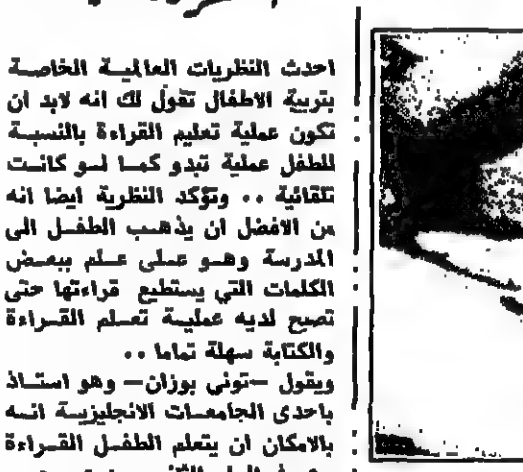 احدث النظريات العالمية الخاصة
بتربية الاطفال تقول لك انه لابد ان
تكون عملية تعليم القراءة بالنسبة
للطفل عملية تبدو كما لو كانت
تلقائية .. وتؤكد النظرية ايضا انه
من الافضل ان يذهب الطفل الى
المدرسة وهو على علم ببعض
الكلمات التي يستطيع قراءتها حتى
تصبح لديه عملية تعلم القراءة
والكتابة سهلة تماما ..
ويقول —توني بوزان— وهو استاذ
باحدى الجامعات الانجليزية انه
بالامكان ان يتعلم الطفل القراءة